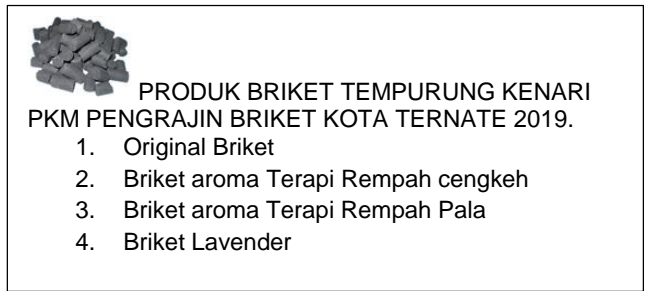 PRODUK BRIKET TEMPURUNG KENARI
PKM PENGRAJIN BRIKET KOTA TERNATE 2019.
1. Original Briket
2. Briket aroma Terapi Rempah cengkeh
3. Briket aroma Terapi Rempah Pala
4. Briket Lavender